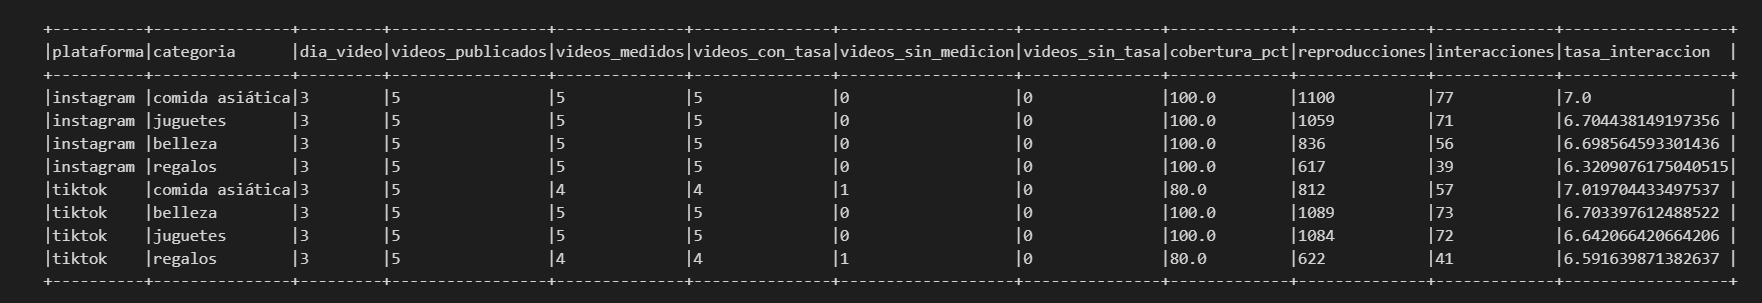 +----------+---------------+---------+-----------------+--------------+---------------+-------------------+---------------+-------------+--------------+-------------+------------------+
|plataforma|categoria      |dia_video|videos_publicados|videos_medidos|videos_con_tasa|videos_sin_medicion|videos_sin_tasa|cobertura_pct|reproducciones|interacciones|tasa_interaccion  |
+----------+---------------+---------+-----------------+--------------+---------------+-------------------+---------------+-------------+--------------+-------------+------------------+
|instagram |comida asiática|3        |5                |5             |5              |0                  |0              |100.0        |1100          |77           |7.0               |
|instagram |juguetes       |3        |5                |5             |5              |0                  |0              |100.0        |1059          |71           |6.704438149197356 |
|instagram |belleza        |3        |5                |5             |5              |0                  |0              |100.0        |836           |56           |6.698564593301436 |
|instagram |regalos        |3        |5                |5             |5              |0                  |0              |100.0        |617           |39           |6.3209076175040515|
|tiktok    |comida asiática|3        |5                |4             |4              |1                  |0              |80.0         |812           |57           |7.019704433497537 |
|tiktok    |belleza        |3        |5                |5             |5              |0                  |0              |100.0        |1089          |73           |6.703397612488522 |
|tiktok    |juguetes       |3        |5                |5             |5              |0                  |0              |100.0        |1084          |72           |6.642066420664206 |
|tiktok    |regalos        |3        |5                |4             |4              |1                  |0              |80.0         |622           |41           |6.591639871382637 |
+----------+---------------+---------+-----------------+--------------+---------------+-------------------+---------------+-------------+--------------+-------------+------------------+